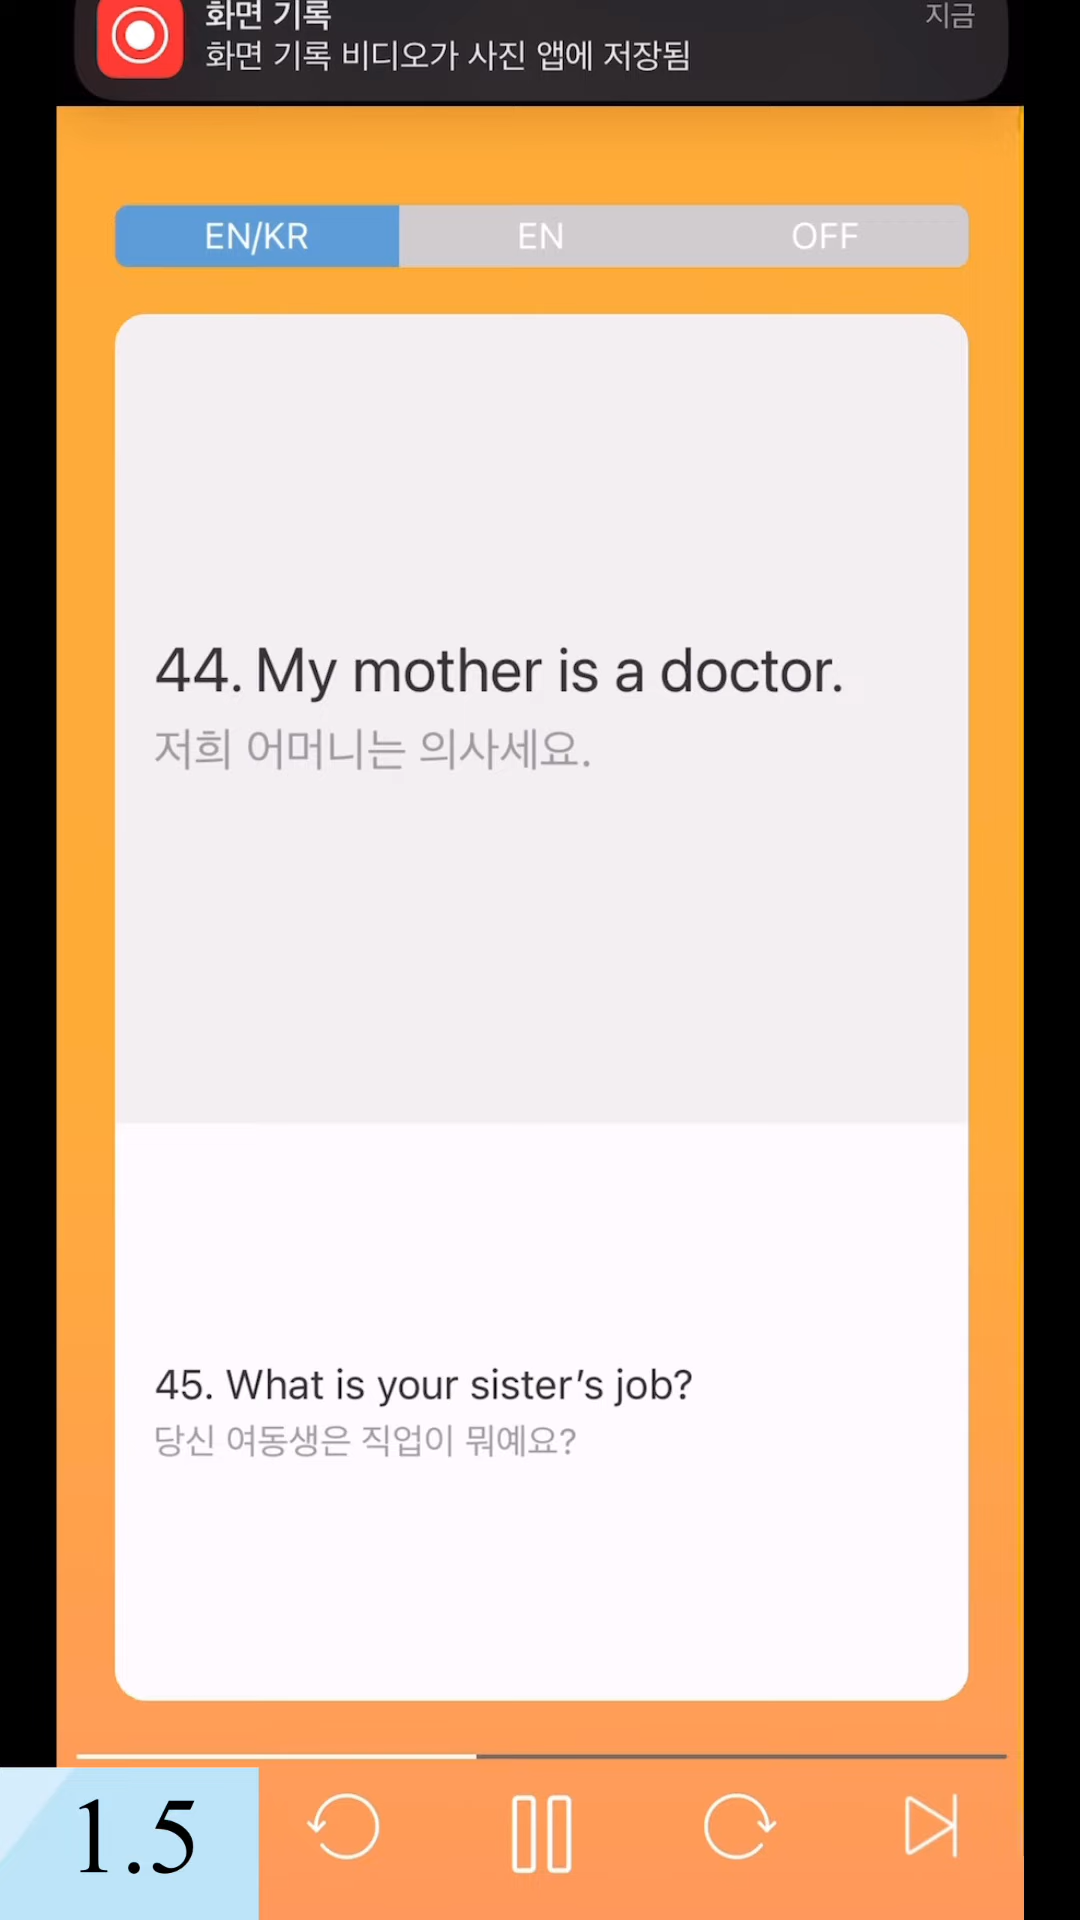 화면 기록
지금
화면 기록 비디오가 사진 앱에 저장됨
EN/KR
EN
OFF
44. My mother is a doctor.
저희 어머니는 의사세요.
45. What is your sister's job?
당신 여동생은 직업이 뭐예요?
1.5